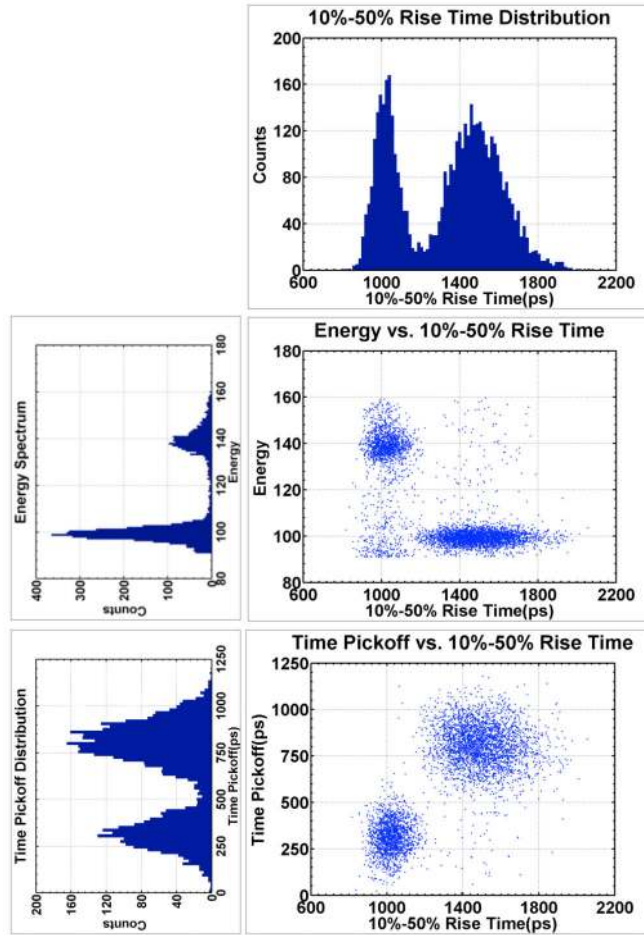 10%-50% Rise Time Distribution
200
160
120
80
40
0
Counts
600 1000 1400 1800 2200
10%-50% Rise Time(ps)
Energy Spectrum
80 100 120 140 160 180
Energy
400 300 200 100 0
Counts
Energy vs. 10%-50% Rise Time
180
160
140
120
100
80
Energy
600 1000 1400 1800 2200
10%-50% Rise Time(ps)
Time Pickoff Distribution
0 250 500 750 1000 1250
Time Pickoff(ps)
200 160 120 80 40 0
Counts
Time Pickoff vs. 10%-50% Rise Time
1250
1000
750
500
250
0
Time Pickoff(ps)
600 1000 1400 1800 2200
10%-50% Rise Time(ps)